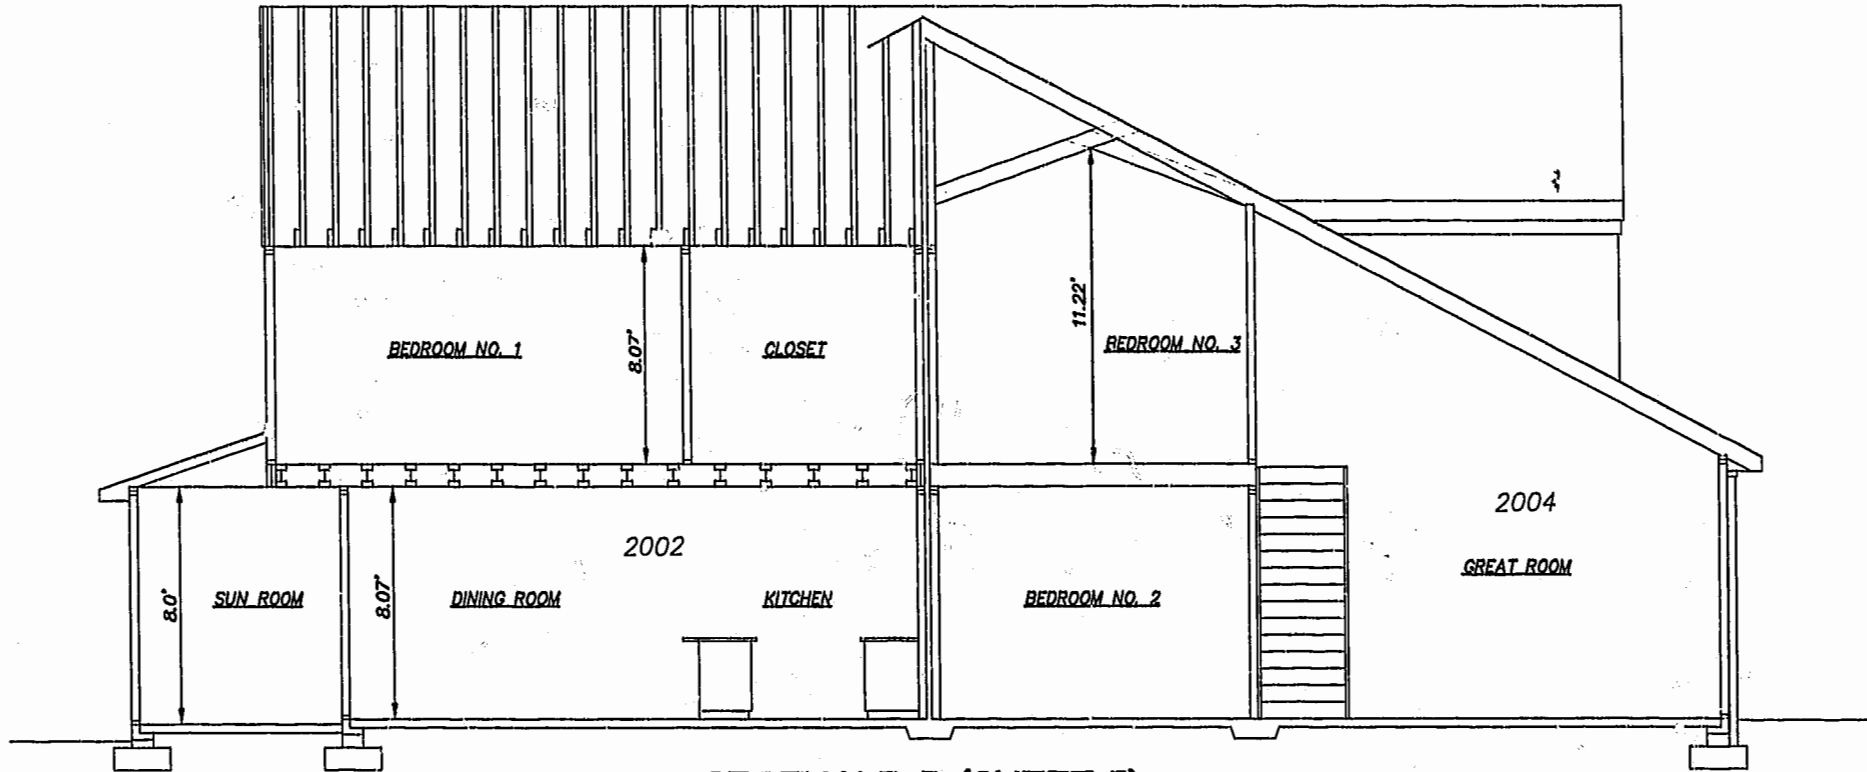 11.22'
BEDROOM NO. 1
8.07'
CLOSET
BEDROOM NO. 3
2004
2002
GREAT ROOM
8.0'
SUN ROOM
8.07'
DINING ROOM
KITCHEN
BEDROOM NO. 2